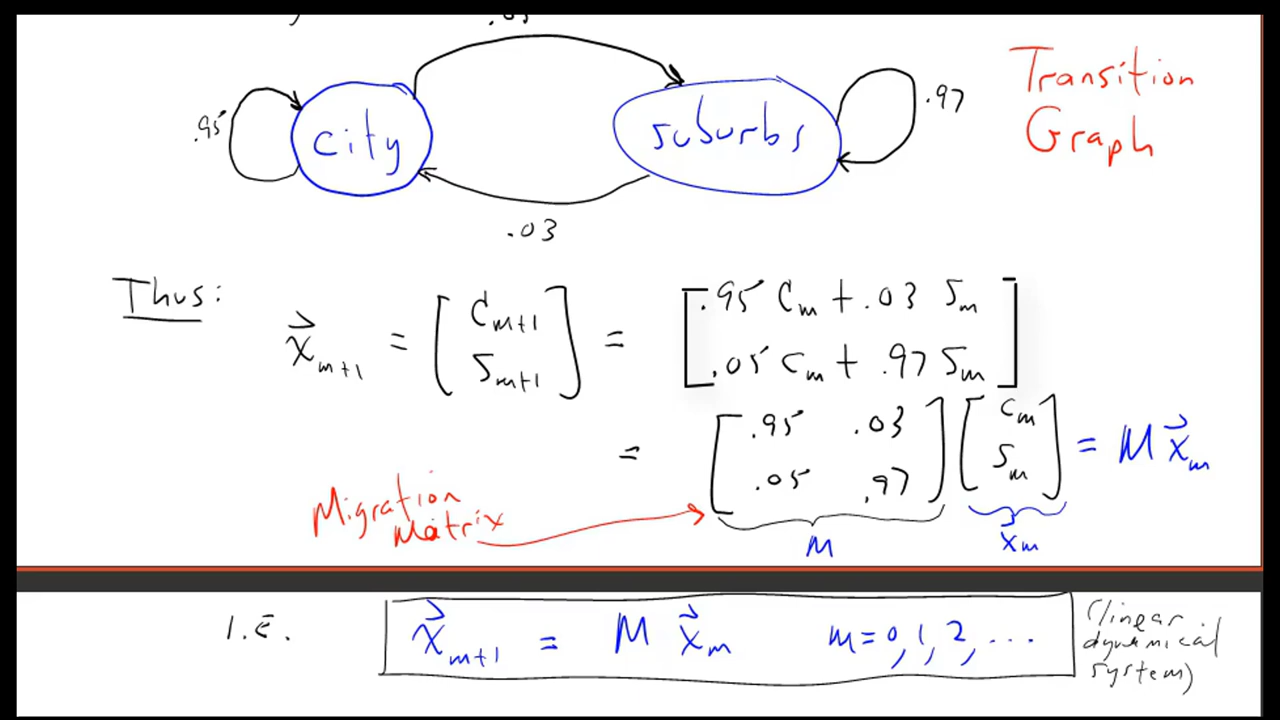 .05
Transition
Graph
.95
city
suburbs
.97
.03
Thus:
x⃗ₘ₊₁ = [ Cₘ₊₁ ; Sₘ₊₁ ] = [ .95 Cₘ + .03 Sₘ ; .05 Cₘ + .97 Sₘ ]
= [ .95 .03 ; .05 .97 ] [ Cₘ ; Sₘ ] = M x⃗ₘ
Migration
Matrix
M
x⃗ₘ
I.E.
x⃗ₘ₊₁ = M x⃗ₘ m=0,1,2,...
(linear
dynamical
system)